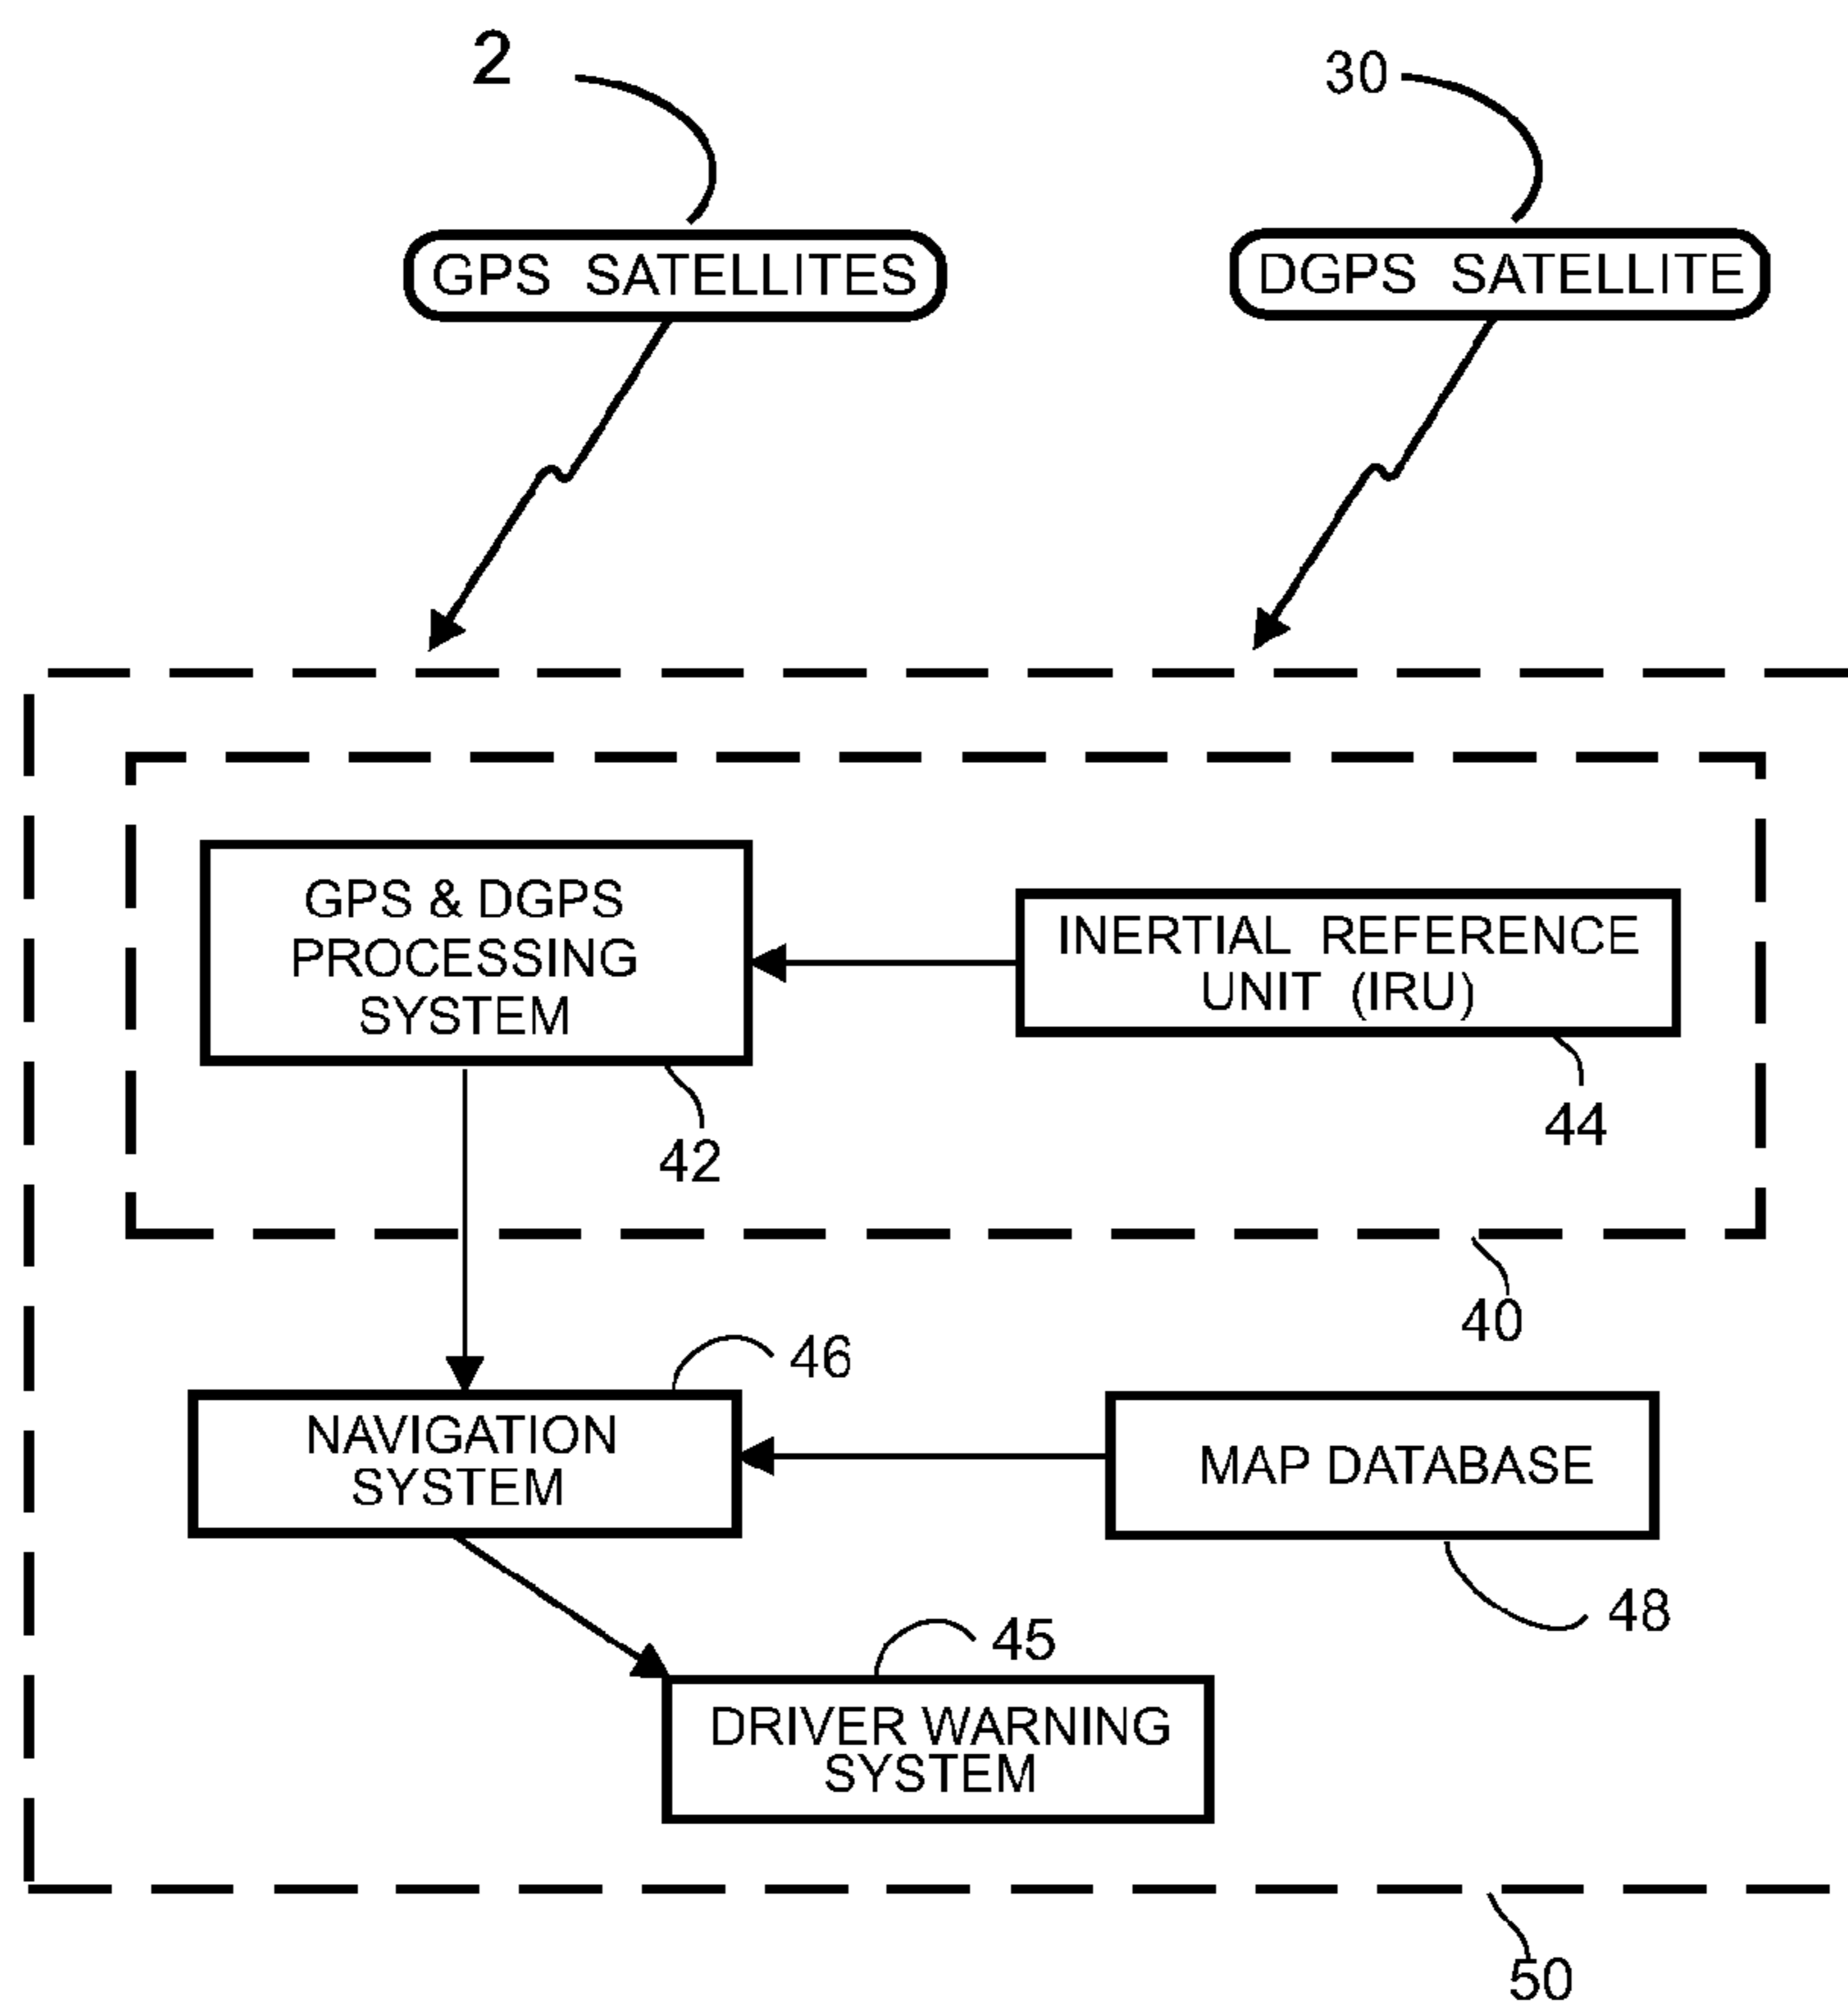 2
30
GPS SATELLITES
DGPS SATELLITE
GPS & DGPS
PROCESSING
SYSTEM
INERTIAL REFERENCE
UNIT (IRU)
42
44
40
46
NAVIGATION
SYSTEM
MAP DATABASE
48
45
DRIVER WARNING
SYSTEM
50